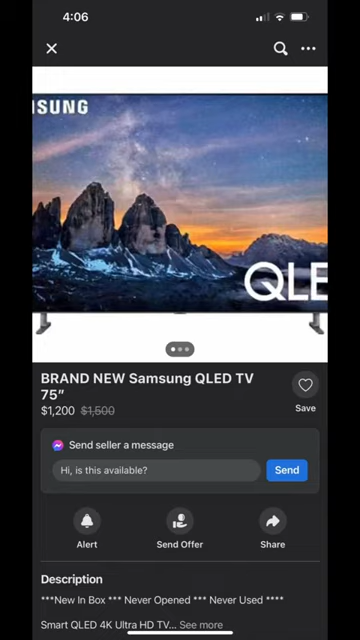 4:06
SAMSUNG
QLE
BRAND NEW Samsung QLED TV
75”
$1,200 $1,500
Save
Send seller a message
Hi, is this available?
Send
Alert
Send Offer
Share
Description
***New In Box *** Never Opened *** Never Used ****
Smart QLED 4K Ultra HD TV... See more